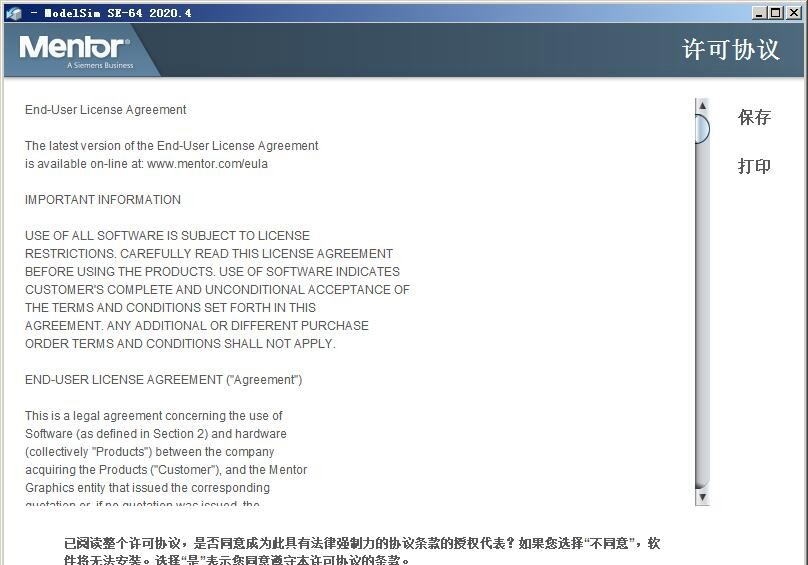 - ModelSim SE-64 2020.4
Mentor®
A Siemens Business
许可协议
End-User License Agreement
The latest version of the End-User License Agreement
is available on-line at: www.mentor.com/eula
IMPORTANT INFORMATION
USE OF ALL SOFTWARE IS SUBJECT TO LICENSE
RESTRICTIONS. CAREFULLY READ THIS LICENSE AGREEMENT
BEFORE USING THE PRODUCTS. USE OF SOFTWARE INDICATES
CUSTOMER'S COMPLETE AND UNCONDITIONAL ACCEPTANCE OF
THE TERMS AND CONDITIONS SET FORTH IN THIS
AGREEMENT. ANY ADDITIONAL OR DIFFERENT PURCHASE
ORDER TERMS AND CONDITIONS SHALL NOT APPLY.
END-USER LICENSE AGREEMENT ("Agreement")
This is a legal agreement concerning the use of
Software (as defined in Section 2) and hardware
(collectively "Products") between the company
acquiring the Products ("Customer"), and the Mentor
Graphics entity that issued the corresponding
quotation or, if no quotation was issued, the
保存
打印
已阅读整个许可协议，是否同意成为此具有法律强制力的协议条款的授权代表？如果您选择“不同意”，软
件将无法安装。选择“是”表示您同意遵守本许可协议的条款。